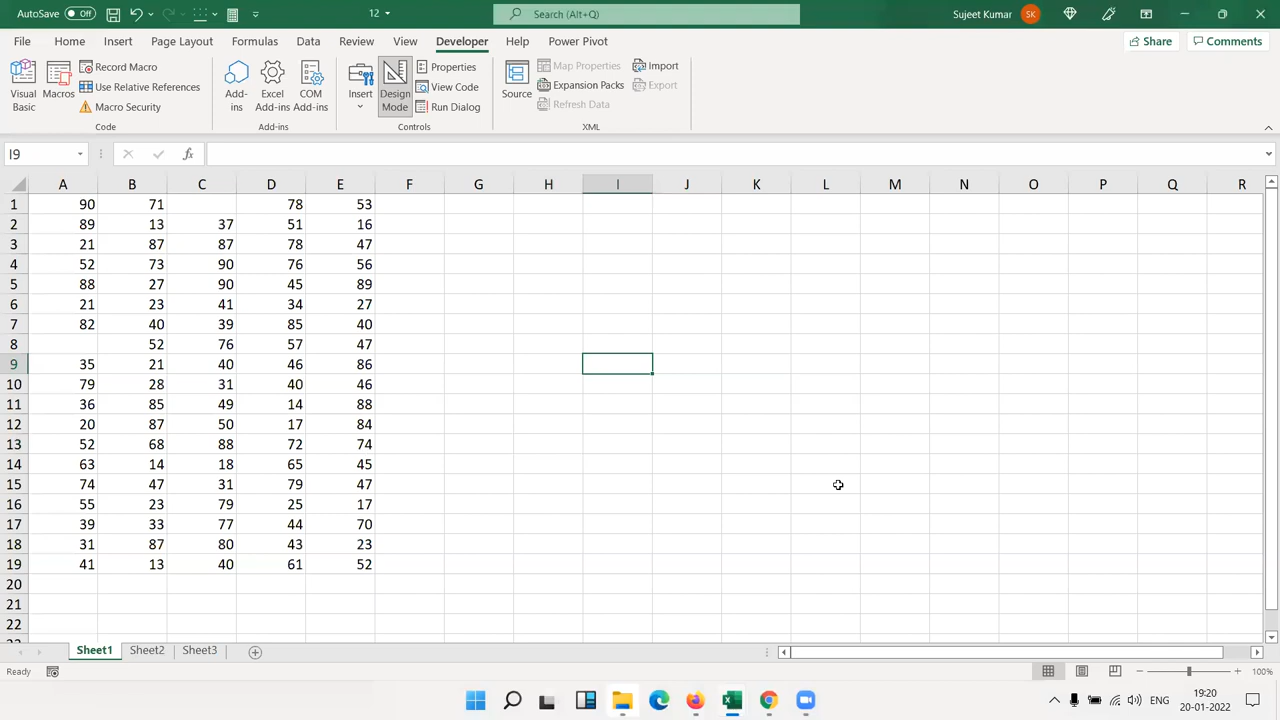 AutoSave Off 12 Search (Alt+Q) Sujeet Kumar SK
File Home Insert Page Layout Formulas Data Review View Developer Help Power Pivot Share Comments
Visual Basic
Macros
Record Macro
Use Relative References
Macro Security
Code
Add-ins
Excel Add-ins
COM Add-ins
Add-ins
Insert
Design Mode
Properties
View Code
Run Dialog
Controls
Source
Map Properties
Expansion Packs
Refresh Data
Import
Export
XML
I9 fx
A B C D E F G H I J K L M N O P Q R
1 90 71 78 53
2 89 13 37 51 16
3 21 87 87 78 47
4 52 73 90 76 56
5 88 27 90 45 89
6 21 23 41 34 27
7 82 40 39 85 40
8 52 76 57 47
9 35 21 40 46 86
10 79 28 31 40 46
11 36 85 49 14 88
12 20 87 50 17 84
13 52 68 88 72 74
14 63 14 18 65 45
15 74 47 31 79 47
16 55 23 79 25 17
17 39 33 77 44 70
18 31 87 80 43 23
19 41 13 40 61 52
20
21
22
Sheet1 Sheet2 Sheet3
Ready 100%
ENG 19:20
20-01-2022